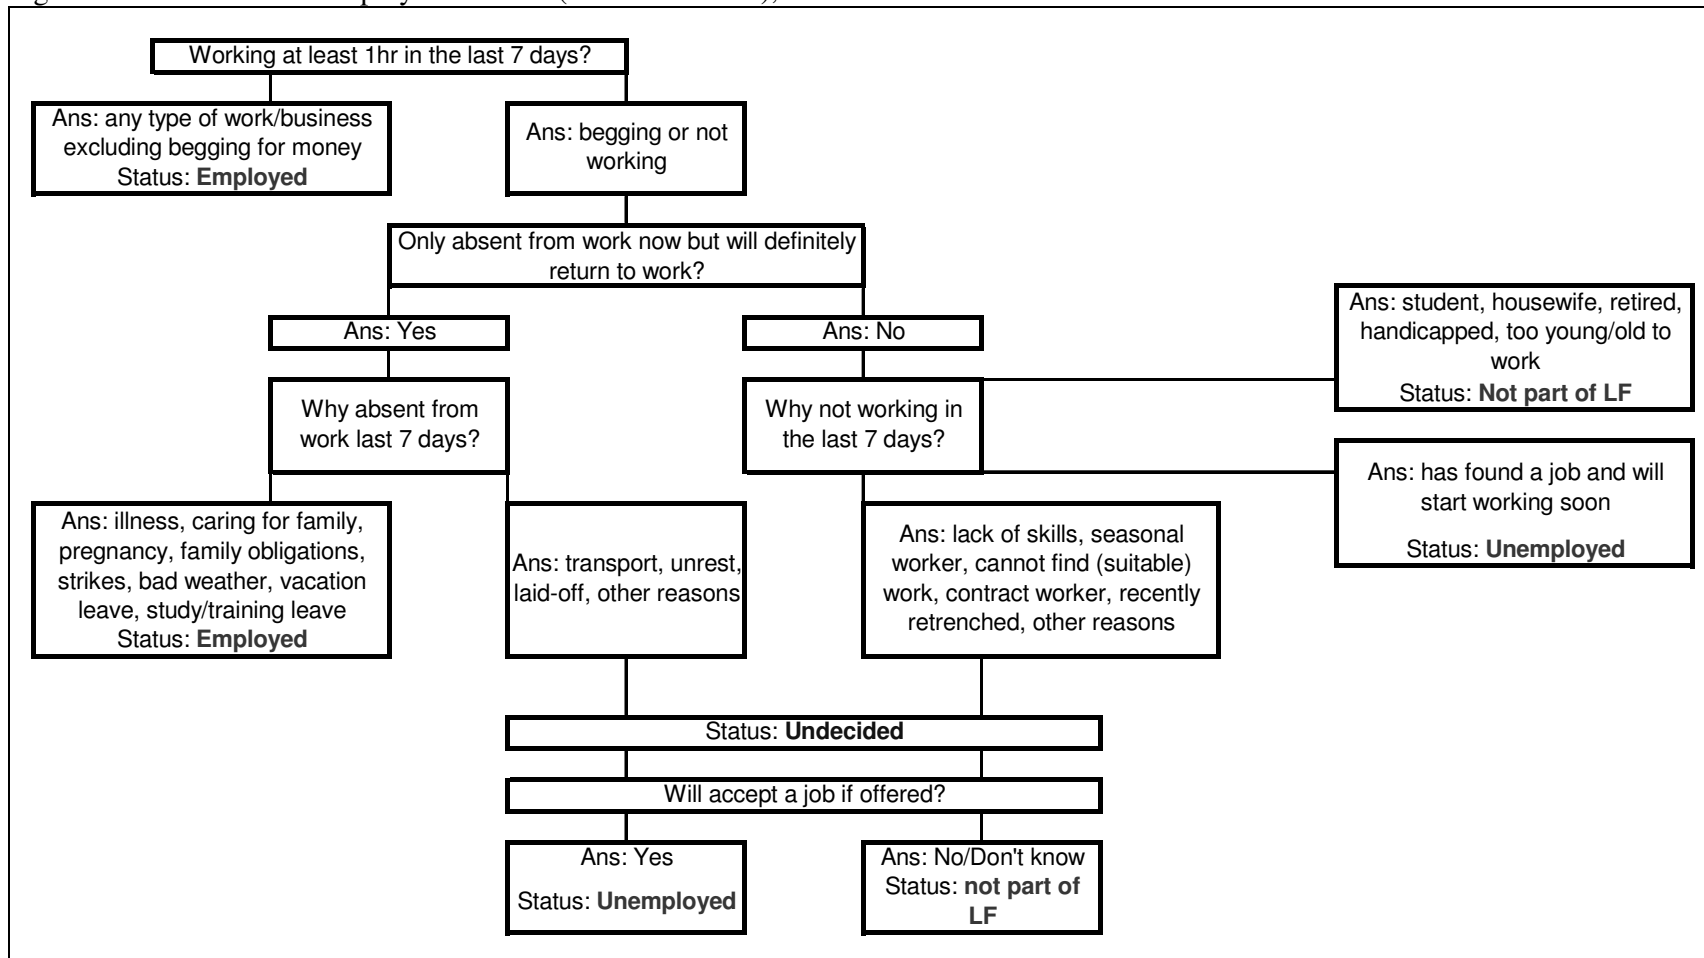 Working at least 1hr in the last 7 days?
Ans: any type of work/business
excluding begging for money
Status: Employed
Ans: begging or not
working
Only absent from work now but will definitely
return to work?
Ans: Yes
Ans: No
Ans: student, housewife, retired,
handicapped, too young/old to
work
Status: Not part of LF
Why absent from
work last 7 days?
Why not working in
the last 7 days?
Ans: has found a job and will
start working soon
Status: Unemployed
Ans: illness, caring for family,
pregnancy, family obligations,
strikes, bad weather, vacation
leave, study/training leave
Status: Employed
Ans: transport, unrest,
laid-off, other reasons
Ans: lack of skills, seasonal
worker, cannot find (suitable)
work, contract worker, recently
retrenched, other reasons
Status: Undecided
Will accept a job if offered?
Ans: Yes
Status: Unemployed
Ans: No/Don't know
Status: not part of
LF